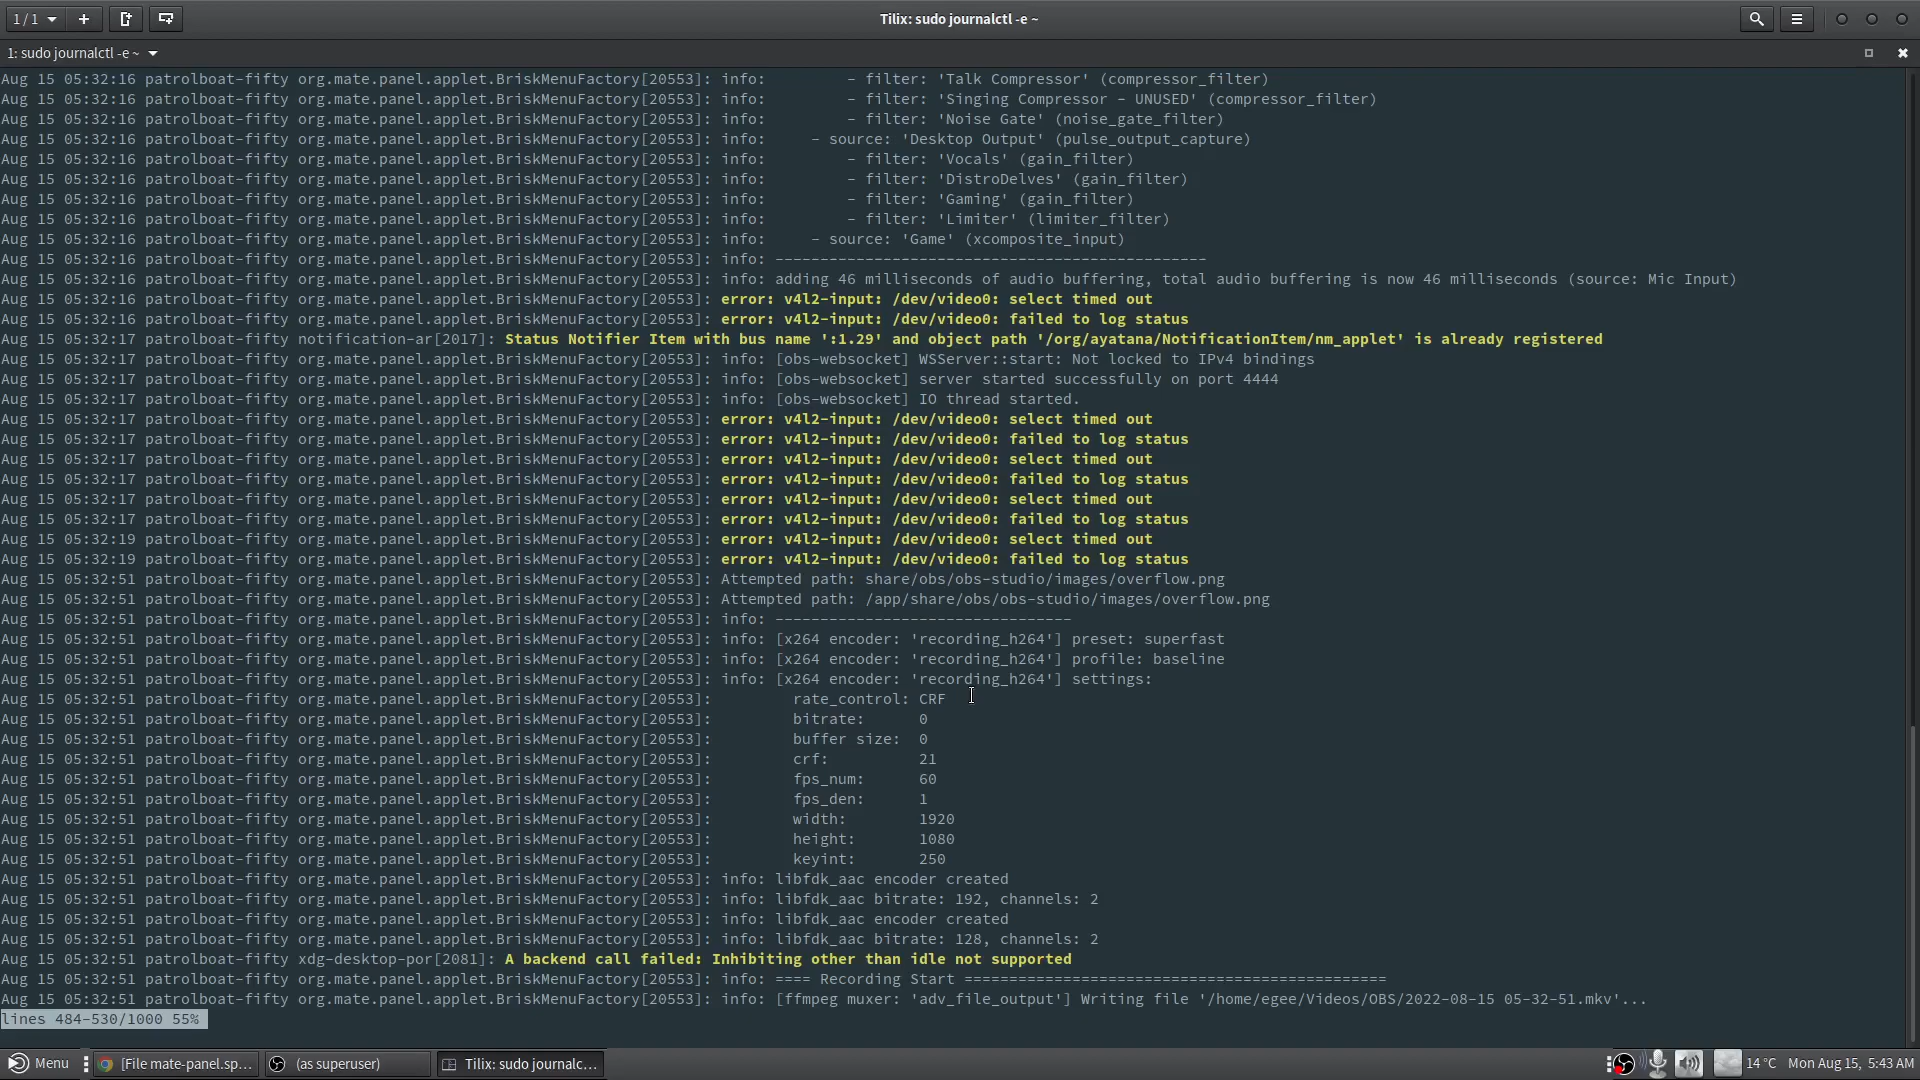 1 / 1
Tilix: sudo journalctl -e ~
1: sudo journalctl -e ~
Aug 15 05:32:16 patrolboat-fifty org.mate.panel.applet.BriskMenuFactory[20553]: info:         - filter: 'Talk Compressor' (compressor_filter)
Aug 15 05:32:16 patrolboat-fifty org.mate.panel.applet.BriskMenuFactory[20553]: info:         - filter: 'Singing Compressor - UNUSED' (compressor_filter)
Aug 15 05:32:16 patrolboat-fifty org.mate.panel.applet.BriskMenuFactory[20553]: info:         - filter: 'Noise Gate' (noise_gate_filter)
Aug 15 05:32:16 patrolboat-fifty org.mate.panel.applet.BriskMenuFactory[20553]: info:     - source: 'Desktop Output' (pulse_output_capture)
Aug 15 05:32:16 patrolboat-fifty org.mate.panel.applet.BriskMenuFactory[20553]: info:         - filter: 'Vocals' (gain_filter)
Aug 15 05:32:16 patrolboat-fifty org.mate.panel.applet.BriskMenuFactory[20553]: info:         - filter: 'DistroDelves' (gain_filter)
Aug 15 05:32:16 patrolboat-fifty org.mate.panel.applet.BriskMenuFactory[20553]: info:         - filter: 'Gaming' (gain_filter)
Aug 15 05:32:16 patrolboat-fifty org.mate.panel.applet.BriskMenuFactory[20553]: info:         - filter: 'Limiter' (limiter_filter)
Aug 15 05:32:16 patrolboat-fifty org.mate.panel.applet.BriskMenuFactory[20553]: info:     - source: 'Game' (xcomposite_input)
Aug 15 05:32:16 patrolboat-fifty org.mate.panel.applet.BriskMenuFactory[20553]: info: ------------------------------------------------
Aug 15 05:32:16 patrolboat-fifty org.mate.panel.applet.BriskMenuFactory[20553]: info: adding 46 milliseconds of audio buffering, total audio buffering is now 46 milliseconds (source: Mic Input)
Aug 15 05:32:16 patrolboat-fifty org.mate.panel.applet.BriskMenuFactory[20553]: error: v4l2-input: /dev/video0: select timed out
Aug 15 05:32:16 patrolboat-fifty org.mate.panel.applet.BriskMenuFactory[20553]: error: v4l2-input: /dev/video0: failed to log status
Aug 15 05:32:17 patrolboat-fifty notification-ar[2017]: Status Notifier Item with bus name ':1.29' and object path '/org/ayatana/NotificationItem/nm_applet' is already registered
Aug 15 05:32:17 patrolboat-fifty org.mate.panel.applet.BriskMenuFactory[20553]: info: [obs-websocket] WSServer::start: Not locked to IPv4 bindings
Aug 15 05:32:17 patrolboat-fifty org.mate.panel.applet.BriskMenuFactory[20553]: info: [obs-websocket] server started successfully on port 4444
Aug 15 05:32:17 patrolboat-fifty org.mate.panel.applet.BriskMenuFactory[20553]: info: [obs-websocket] IO thread started.
Aug 15 05:32:17 patrolboat-fifty org.mate.panel.applet.BriskMenuFactory[20553]: error: v4l2-input: /dev/video0: select timed out
Aug 15 05:32:17 patrolboat-fifty org.mate.panel.applet.BriskMenuFactory[20553]: error: v4l2-input: /dev/video0: failed to log status
Aug 15 05:32:17 patrolboat-fifty org.mate.panel.applet.BriskMenuFactory[20553]: error: v4l2-input: /dev/video0: select timed out
Aug 15 05:32:17 patrolboat-fifty org.mate.panel.applet.BriskMenuFactory[20553]: error: v4l2-input: /dev/video0: failed to log status
Aug 15 05:32:17 patrolboat-fifty org.mate.panel.applet.BriskMenuFactory[20553]: error: v4l2-input: /dev/video0: select timed out
Aug 15 05:32:17 patrolboat-fifty org.mate.panel.applet.BriskMenuFactory[20553]: error: v4l2-input: /dev/video0: failed to log status
Aug 15 05:32:19 patrolboat-fifty org.mate.panel.applet.BriskMenuFactory[20553]: error: v4l2-input: /dev/video0: select timed out
Aug 15 05:32:19 patrolboat-fifty org.mate.panel.applet.BriskMenuFactory[20553]: error: v4l2-input: /dev/video0: failed to log status
Aug 15 05:32:51 patrolboat-fifty org.mate.panel.applet.BriskMenuFactory[20553]: Attempted path: share/obs/obs-studio/images/overflow.png
Aug 15 05:32:51 patrolboat-fifty org.mate.panel.applet.BriskMenuFactory[20553]: Attempted path: /app/share/obs/obs-studio/images/overflow.png
Aug 15 05:32:51 patrolboat-fifty org.mate.panel.applet.BriskMenuFactory[20553]: info: ---------------------------------
Aug 15 05:32:51 patrolboat-fifty org.mate.panel.applet.BriskMenuFactory[20553]: info: [x264 encoder: 'recording_h264'] preset: superfast
Aug 15 05:32:51 patrolboat-fifty org.mate.panel.applet.BriskMenuFactory[20553]: info: [x264 encoder: 'recording_h264'] profile: baseline
Aug 15 05:32:51 patrolboat-fifty org.mate.panel.applet.BriskMenuFactory[20553]: info: [x264 encoder: 'recording_h264'] settings:
Aug 15 05:32:51 patrolboat-fifty org.mate.panel.applet.BriskMenuFactory[20553]:         rate_control: CRF
Aug 15 05:32:51 patrolboat-fifty org.mate.panel.applet.BriskMenuFactory[20553]:         bitrate:      0
Aug 15 05:32:51 patrolboat-fifty org.mate.panel.applet.BriskMenuFactory[20553]:         buffer size:  0
Aug 15 05:32:51 patrolboat-fifty org.mate.panel.applet.BriskMenuFactory[20553]:         crf:          21
Aug 15 05:32:51 patrolboat-fifty org.mate.panel.applet.BriskMenuFactory[20553]:         fps_num:      60
Aug 15 05:32:51 patrolboat-fifty org.mate.panel.applet.BriskMenuFactory[20553]:         fps_den:      1
Aug 15 05:32:51 patrolboat-fifty org.mate.panel.applet.BriskMenuFactory[20553]:         width:        1920
Aug 15 05:32:51 patrolboat-fifty org.mate.panel.applet.BriskMenuFactory[20553]:         height:       1080
Aug 15 05:32:51 patrolboat-fifty org.mate.panel.applet.BriskMenuFactory[20553]:         keyint:       250
Aug 15 05:32:51 patrolboat-fifty org.mate.panel.applet.BriskMenuFactory[20553]: info: libfdk_aac encoder created
Aug 15 05:32:51 patrolboat-fifty org.mate.panel.applet.BriskMenuFactory[20553]: info: libfdk_aac bitrate: 192, channels: 2
Aug 15 05:32:51 patrolboat-fifty org.mate.panel.applet.BriskMenuFactory[20553]: info: libfdk_aac encoder created
Aug 15 05:32:51 patrolboat-fifty org.mate.panel.applet.BriskMenuFactory[20553]: info: libfdk_aac bitrate: 128, channels: 2
Aug 15 05:32:51 patrolboat-fifty xdg-desktop-por[2081]: A backend call failed: Inhibiting other than idle not supported
Aug 15 05:32:51 patrolboat-fifty org.mate.panel.applet.BriskMenuFactory[20553]: info: ==== Recording Start ===============================================
Aug 15 05:32:51 patrolboat-fifty org.mate.panel.applet.BriskMenuFactory[20553]: info: [ffmpeg muxer: 'adv_file_output'] Writing file '/home/egee/Videos/OBS/2022-08-15 05-32-51.mkv'...
lines 484-530/1000 55%
Menu [File mate-panel.sp... (as superuser) Tilix: sudo journalc... 14 °C Mon Aug 15, 5:43 AM